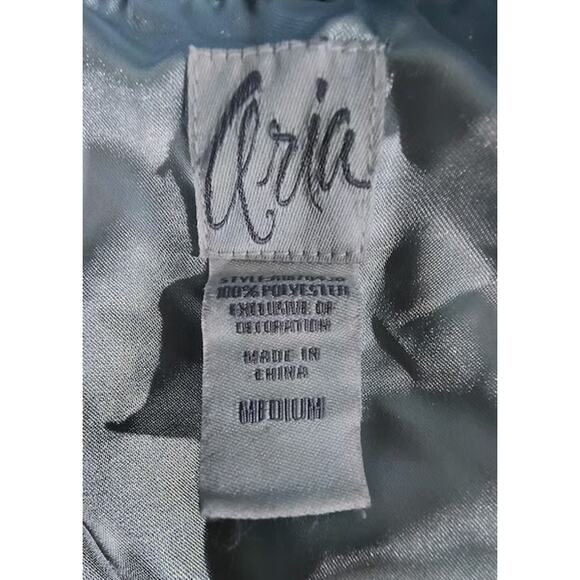 Aria
100% POLYESTER
EXCLUSIVE OF
DECORATION
MADE IN
CHINA
MEDIUM